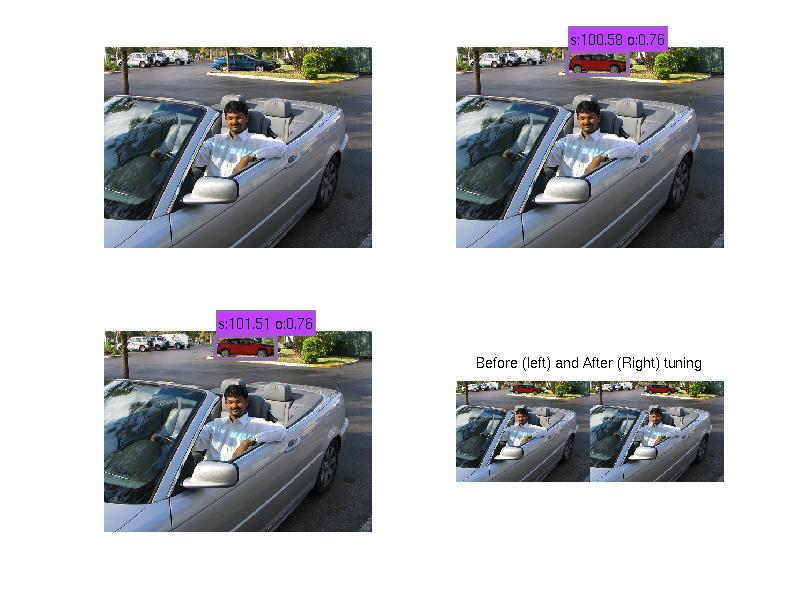 s:100.58 o:0.76
s:101.51 o:0.76
Before (left) and After (Right) tuning